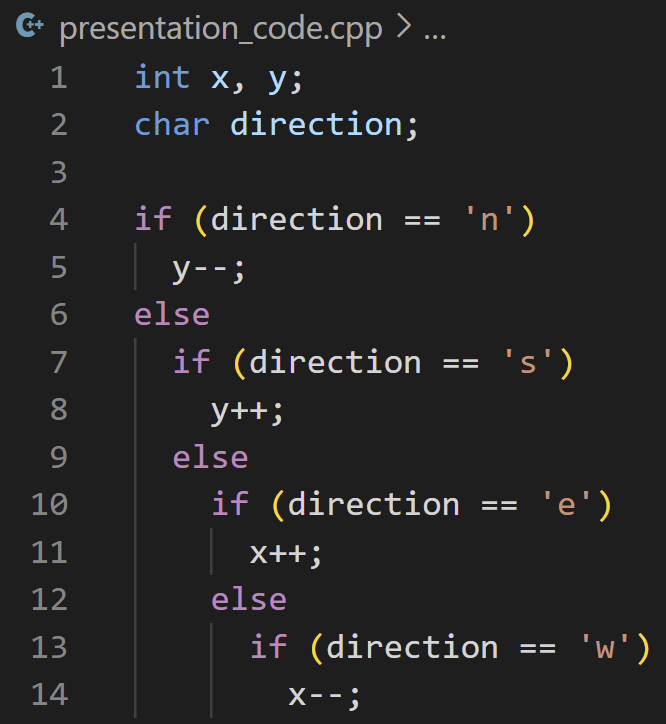 presentation_code.cpp > ...
1 int x, y;
2 char direction;
3
4 if (direction == 'n')
5   y--;
6 else
7   if (direction == 's')
8     y++;
9   else
10     if (direction == 'e')
11       x++;
12     else
13       if (direction == 'w')
14         x--;